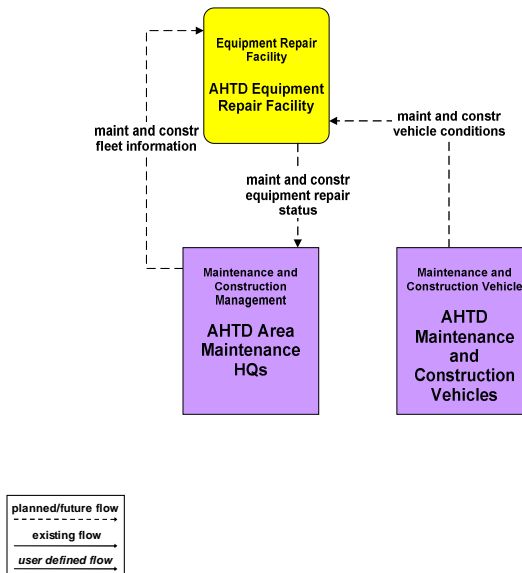 Equipment Repair
Facility
AHTD Equipment
Repair Facility
maint and constr
fleet information
maint and constr
vehicle conditions
maint and constr
equipment repair
status
Maintenance and
Construction
Management
AHTD Area
Maintenance
HQs
Maintenance and
Construction Vehicle
AHTD
Maintenance
and
Construction
Vehicles
planned/future flow
existing flow
user defined flow